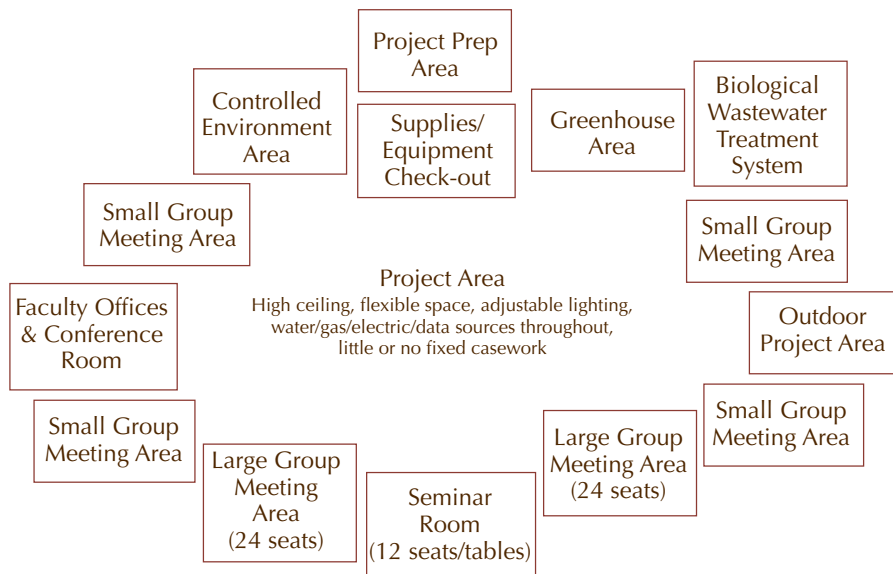 Project Prep
Area
Controlled
Environment
Area
Supplies/
Equipment
Check-out
Greenhouse
Area
Biological
Wastewater
Treatment
System
Small Group
Meeting Area
Small Group
Meeting Area
Project Area
High ceiling, flexible space, adjustable lighting,
water/gas/electric/data sources throughout,
little or no fixed casework
Faculty Offices
& Conference
Room
Outdoor
Project Area
Small Group
Meeting Area
Small Group
Meeting Area
Large Group
Meeting
Area
(24 seats)
Seminar
Room
(12 seats/tables)
Large Group
Meeting Area
(24 seats)